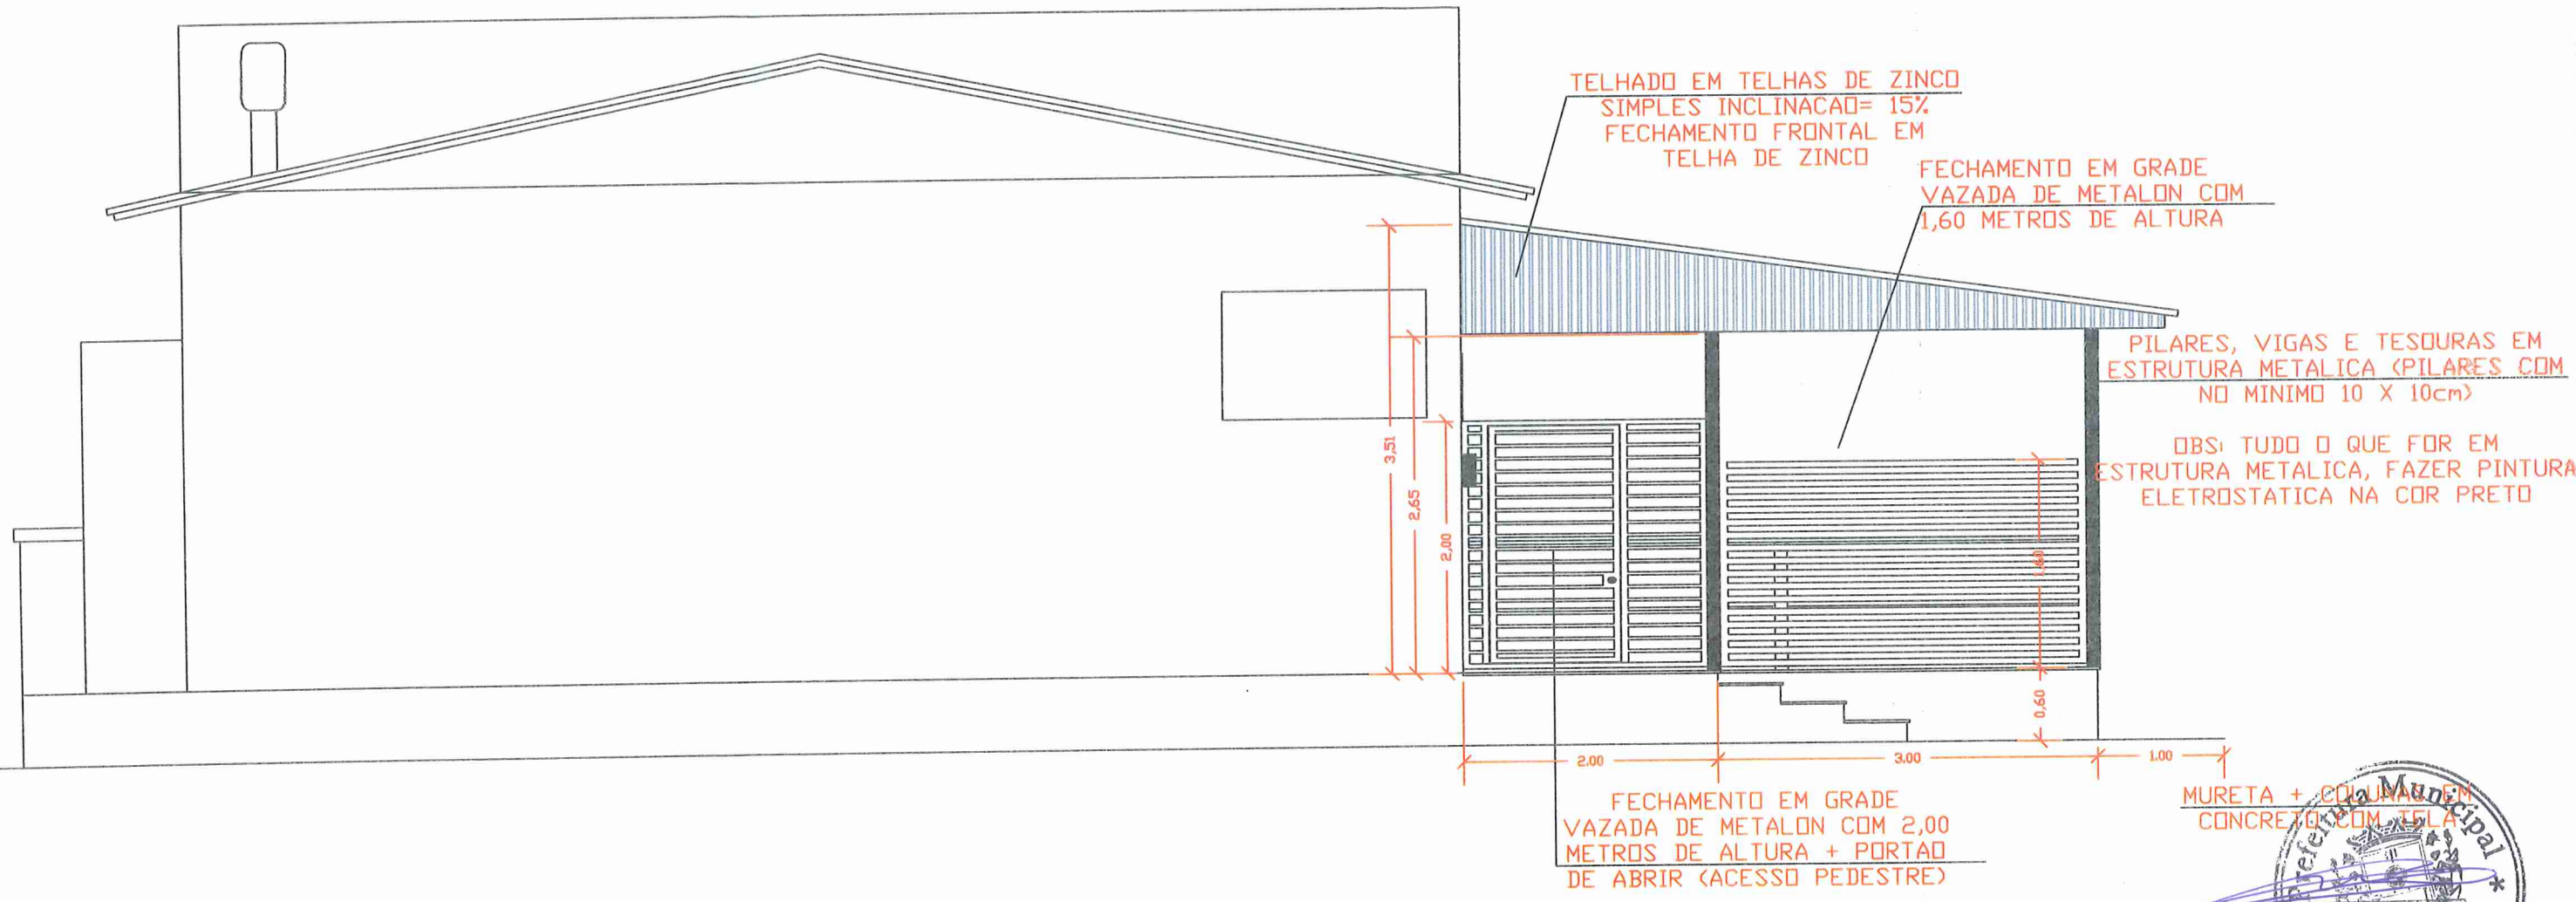 TELHADO EM TELHAS DE ZINCO
SIMPLES INCLINACAO= 15%
FECHAMENTO FRONTAL EM
TELHA DE ZINCO
FECHAMENTO EM GRADE
VAZADA DE METALON COM
1,60 METROS DE ALTURA
PILARES, VIGAS E TESOURAS EM
ESTRUTURA METALICA (PILARES COM
NO MINIMO 10 X 10cm)
OBS: TUDO O QUE FOR EM
ESTRUTURA METALICA, FAZER PINTURA
ELETROSTATICA NA COR PRETO
3,51
2,65
2,00
1,60
0,60
2.00
3.00
1.00
FECHAMENTO EM GRADE
VAZADA DE METALON COM 2,00
METROS DE ALTURA + PORTAO
DE ABRIR (ACESSO PEDESTRE)
MURETA + COLUNAS EM
CONCRETO COM TELA
Prefeitura Municipal *